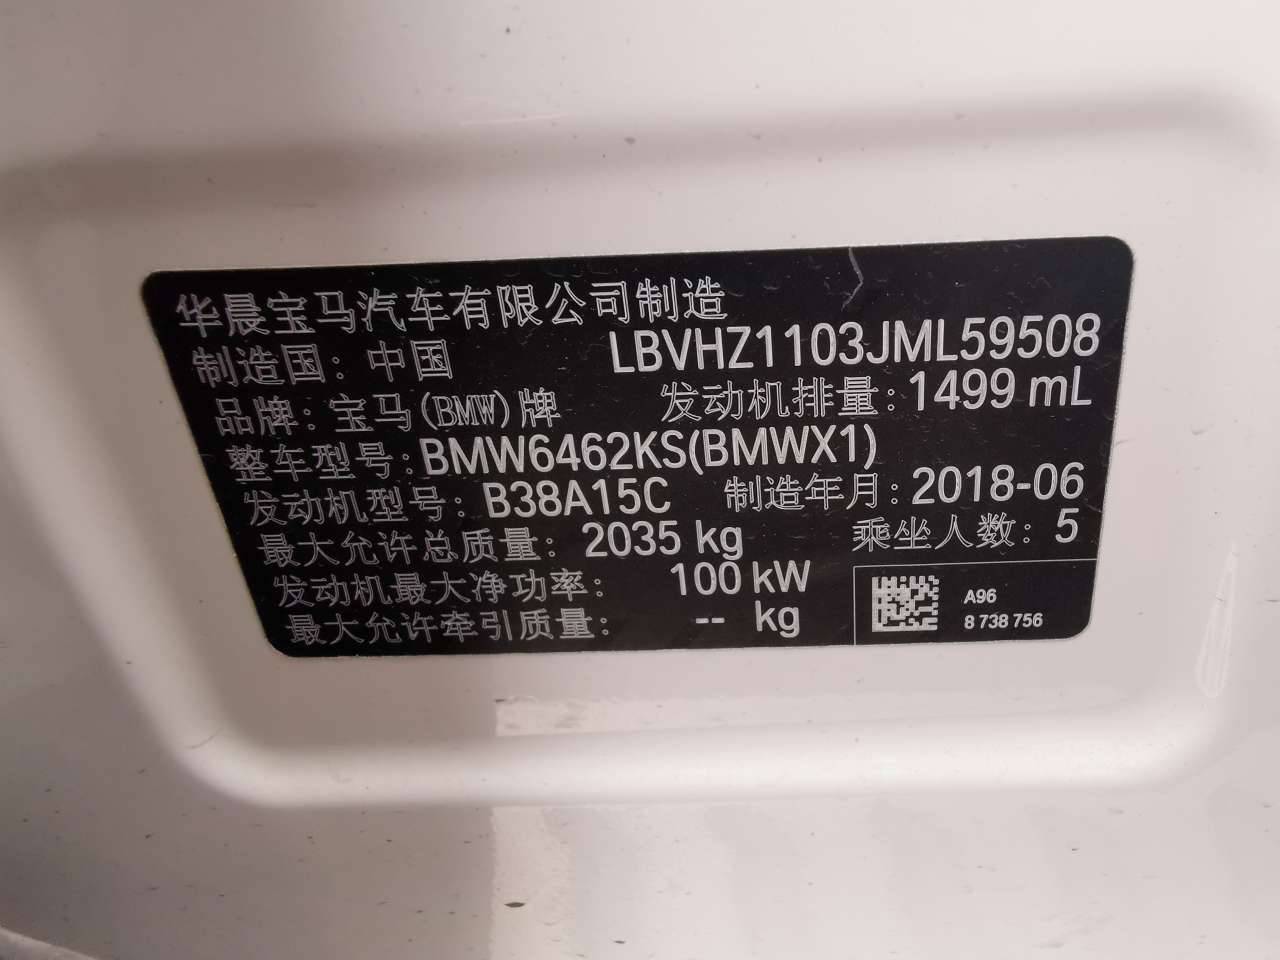 华晨宝马汽车有限公司制造
制造国：中国 LBVHZ1103JML59508
品牌：宝马(BMW)牌 发动机排量：1499 mL
整车型号：BMW6462KS(BMWX1)
发动机型号：B38A15C 制造年月：2018-06
最大允许总质量：2035 kg 乘坐人数：5
发动机最大净功率：100 kW
最大允许牵引质量：-- kg
A96
8 738 756